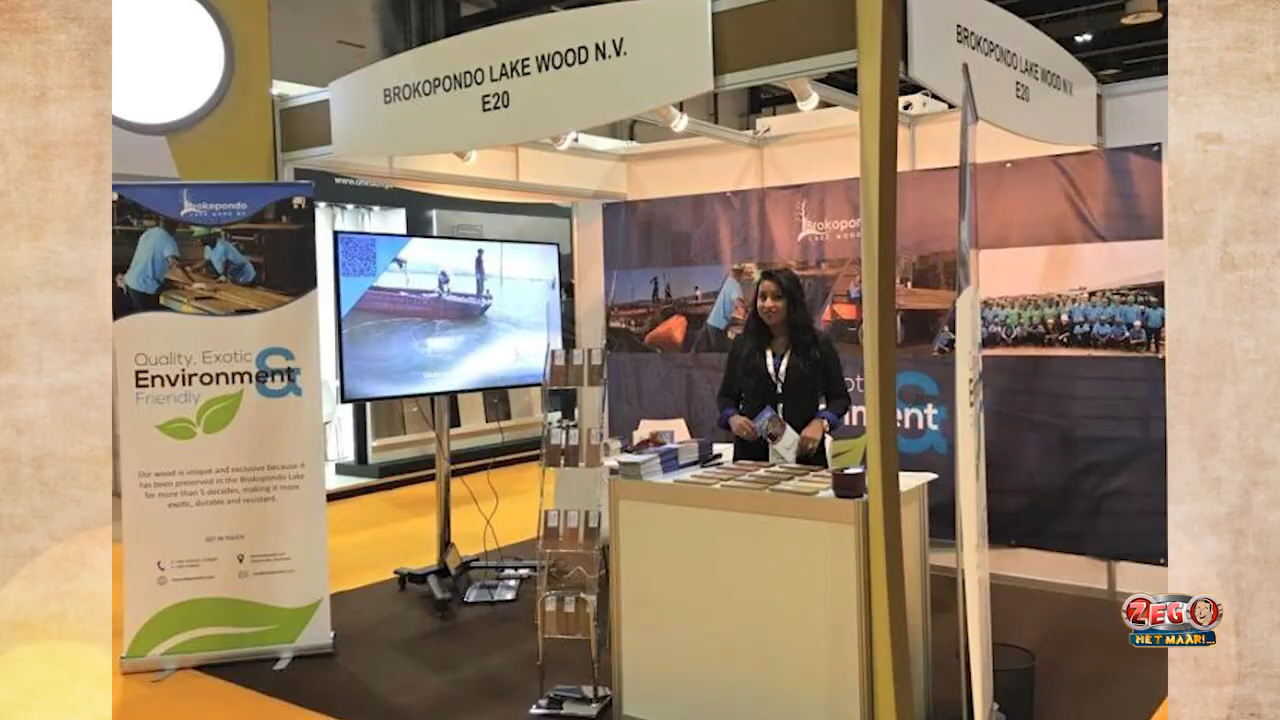 BROKOPONDO LAKE WOOD N.V.
E20
BROKOPONDO LAKE WOOD N.V.
E20
Brokopondo
LAKE WOOD NV
Quality, Exotic
&
Environment
Friendly
Our wood is unique and exclusive because it
has been preserved in the Brokopondo Lake
for more than 5 decades, making it more
exotic, durable and resistant.
GET IN TOUCH
Brokopon
LAKE WOOD
&
ZEG
HET MAAR!...